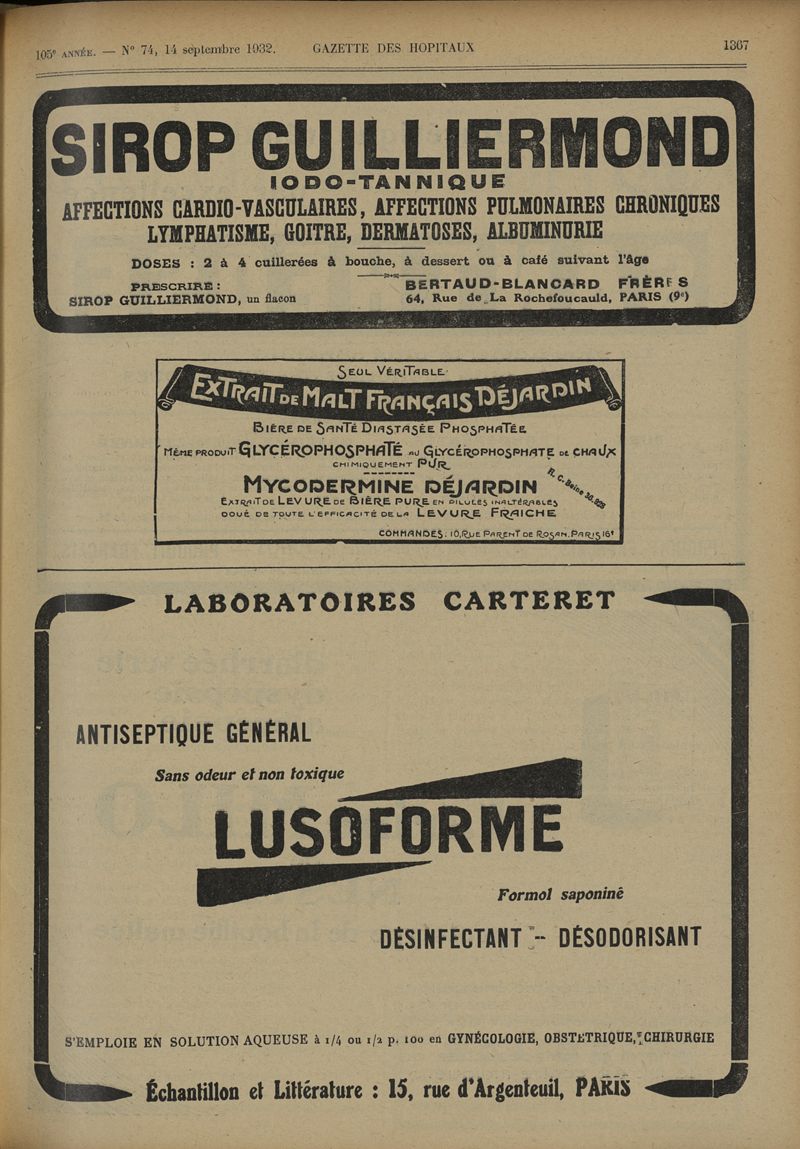 105e ANNÉE. — N° 74, 14 septembre 1932. GAZETTE DES HOPITAUX 1367
SIROP GUILLIERMOND
IODO-TANNIQUE
AFFECTIONS CARDIO-VASCULAIRES, AFFECTIONS PULMONAIRES CHRONIQUES
LYMPHATISME, GOITRE, DERMATOSES, ALBUMINURIE
DOSES : 2 à 4 cuillerées à bouche, à dessert ou à café suivant l'âge
PRESCRIRE :
SIROP GUILLIERMOND, un flacon
BERTAUD-BLANCARD FRÈRES
64, Rue de La Rochefoucauld, PARIS (9e)
SEUL VÉRITABLE
EXTRAIT DE MALT FRANÇAIS DÉJARDIN
BIÈRE DE SANTÉ DIASTASÉE PHOSPHATÉE
MÊME PRODUIT GLYCÉROPHOSPHATÉ AU GLYCÉROPHOSPHATE DE CHAUX
CHIMIQUEMENT PUR
MYCODERMINE DÉJARDIN
R. C. Seine 30.926
EXTRAIT DE LEVURE DE BIÈRE PURE EN PILULES INALTÉRABLES
DOUÉ DE TOUTE L'EFFICACITÉ DE LA LEVURE FRAICHE
COMMANDES : 10, RUE PARENT DE ROSAN. PARIS 16e
LABORATOIRES CARTERET
ANTISEPTIQUE GÉNÉRAL
Sans odeur et non toxique
LUSOFORME
Formol saponiné
DÉSINFECTANT -- DÉSODORISANT
S'EMPLOIE EN SOLUTION AQUEUSE à 1/4 ou 1/2 p. 100 en GYNÉCOLOGIE, OBSTÉTRIQUE, CHIRURGIE
Échantillon et Littérature : 15, rue d'Argenteuil, PARIS